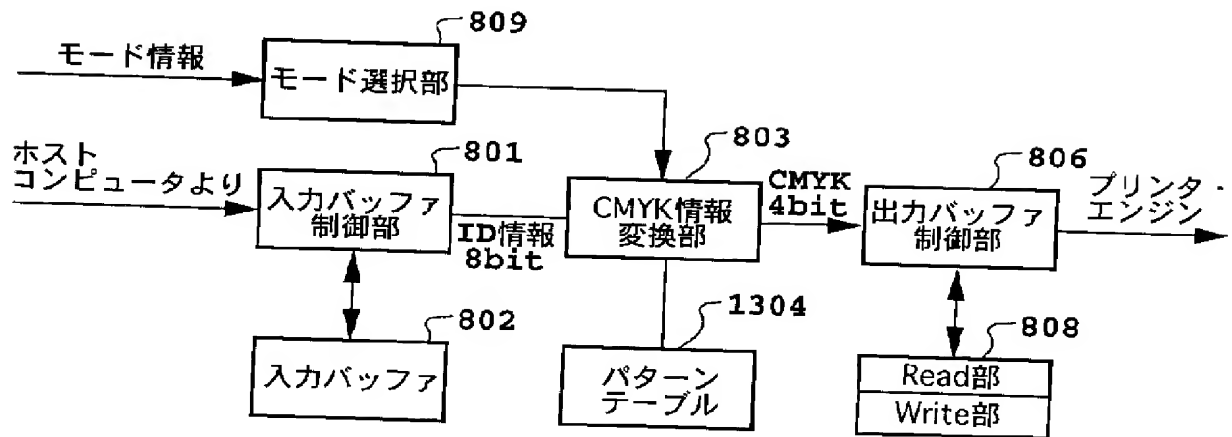 809
モード情報
モード選択部
ホスト
コンピュータより
801
入力バッファ
制御部
ID情報
8bit
803
CMYK情報
変換部
CMYK
4bit
806
出力バッファ
制御部
プリンタ・
エンジン
802
入力バッファ
1304
パターン
テーブル
808
Read部
Write部